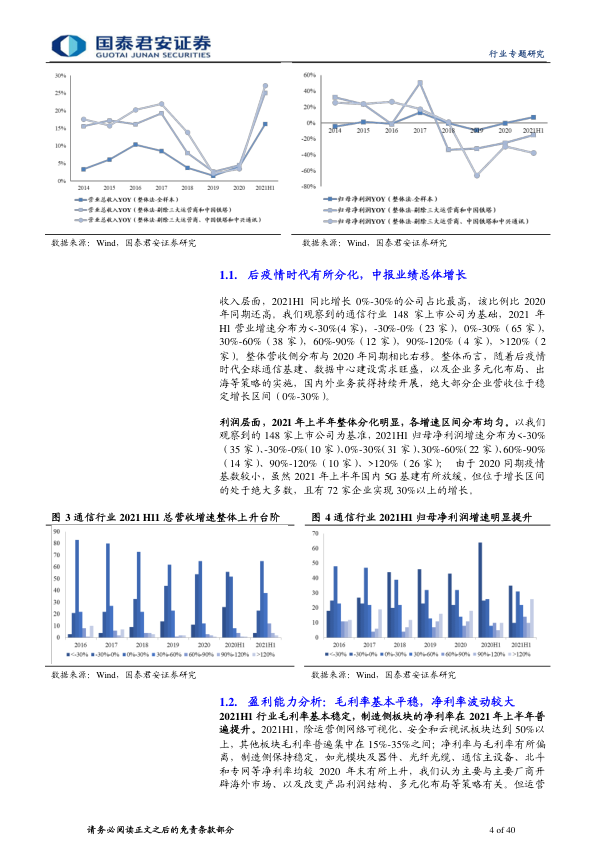 国泰君安证券
GUOTAI JUNAN SECURITIES
行业专题研究
30%
25%
20%
15%
10%
5%
0%
2014 2015 2016 2017 2018 2019 2020 2021H1
营业总收入YOY（整体法-全样本）
营业总收入YOY（整体法-剔除三大运营商和中国铁塔）
营业总收入YOY（整体法-剔除三大运营商、中国铁塔和中兴通讯）
60%
40%
20%
0%
-20%
-40%
-60%
-80%
2014 2015 2016 2017 2018 2019 2020 2021H1
归母净利润YOY（整体法-全样本）
归母净利润YOY（整体法-剔除三大运营商和中国铁塔）
归母净利润YOY（整体法-剔除三大运营商、中国铁塔和中兴通讯）
数据来源：Wind，国泰君安证券研究
数据来源：Wind，国泰君安证券研究
1.1. 后疫情时代有所分化，中报业绩总体增长
收入层面，2021H1 同比增长 0%-30%的公司占比最高，该比例比 2020
年同期还高。我们观察到的通信行业 148 家上市公司为基础，2021 年
H1 营业增速分布为<-30%(4 家)，-30%-0%（23 家），0%-30%（65 家），
30%-60%（38 家），60%-90%（12 家），90%-120%（4 家），>120%（2
家）。整体营收侧分布与 2020 年同期相比右移。整体而言，随着后疫情
时代全球通信基建、数据中心建设需求旺盛，以及企业多元化布局、出
海等策略的实施，国内外业务获得持续开展，绝大部分企业营收位于稳
定增长区间（0%-30%）。
利润层面，2021 年上半年整体分化明显，各增速区间分布均匀。以我们
观察到的 148 家上市公司为基准，2021H1 归母净利润增速分布为<-30%
（35 家）、-30%-0%（10 家）、0%-30%（31 家）、30%-60%（22 家）、60%-90%
（14 家）、90%-120%（10 家）、>120%（26 家）； 由于 2020 同期疫情
基数较小，虽然 2021 年上半年国内 5G 基建有所放缓，但位于增长区间
的处于绝大多数，且有 72 家企业实现 30%以上的增长。
图 3 通信行业 2021 H11 总营收增速整体上升台阶
图 4 通信行业 2021H1 归母净利润增速明显提升
90
80
70
60
50
40
30
20
10
0
2016 2017 2018 2019 2020 2020H1 2021H1
<-30% -30%-0% 0%-30% 30%-60% 60%-90% 90%-120% >120%
70
60
50
40
30
20
10
0
2016 2017 2018 2019 2020 2020H1 2021H1
<-30% -30%-0% 0%-30% 30%-60% 60%-90% 90%-120% >120%
数据来源：Wind，国泰君安证券研究
数据来源：Wind，国泰君安证券研究
1.2. 盈利能力分析：毛利率基本平稳，净利率波动较大
2021H1 行业毛利率基本稳定，制造侧板块的净利率在 2021 年上半年普
遍提升。2021H1，除运营侧网络可视化、安全和云视讯板块达到 50%以
上，其他板块毛利率普遍集中在 15%-35%之间；净利率与毛利率有所偏
离，制造侧保持稳定，如光模块及器件、光纤光缆、通信主设备、北斗
和专网等净利率均较 2020 年末有所上升，我们认为主要与主要厂商开
辟海外市场、以及改变产品利润结构、多元化布局等策略有关。但运营
请务必阅读正文之后的免责条款部分
4 of 40